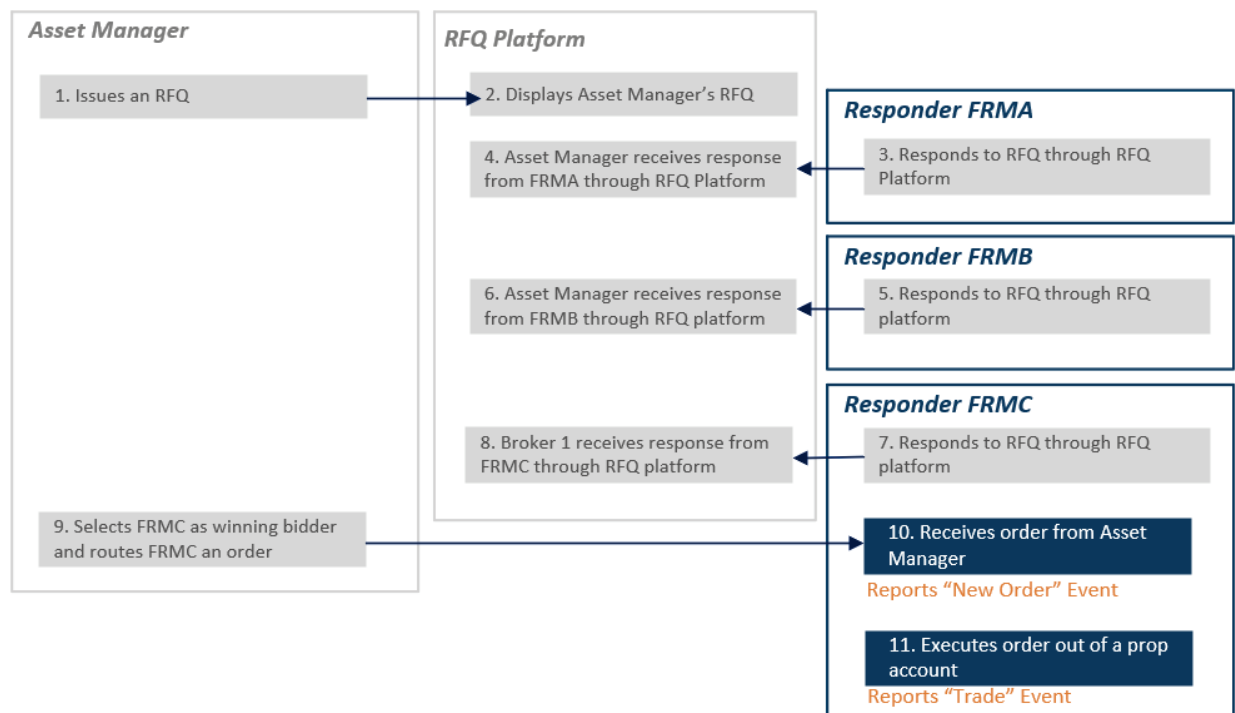 Asset Manager
RFQ Platform
1. Issues an RFQ
2. Displays Asset Manager’s RFQ
Responder FRMA
3. Responds to RFQ through RFQ
Platform
4. Asset Manager receives response
from FRMA through RFQ Platform
Responder FRMB
5. Responds to RFQ through RFQ
platform
6. Asset Manager receives response
from FRMB through RFQ platform
Responder FRMC
7. Responds to RFQ through RFQ
platform
8. Broker 1 receives response from
FRMC through RFQ platform
9. Selects FRMC as winning bidder
and routes FRMC an order
10. Receives order from Asset
Manager
Reports “New Order” Event
11. Executes order out of a prop
account
Reports “Trade” Event